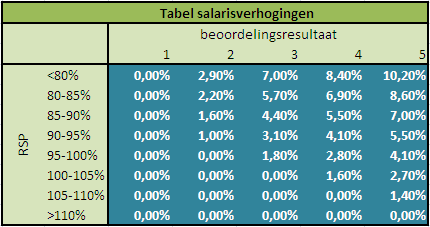 Tabel salarisverhogingen
beoordelingsresultaat
1 2 3 4 5
RSP
<80% 0,00% 2,90% 7,00% 8,40% 10,20%
80-85% 0,00% 2,20% 5,70% 6,90% 8,60%
85-90% 0,00% 1,60% 4,40% 5,50% 7,00%
90-95% 0,00% 1,00% 3,10% 4,10% 5,50%
95-100% 0,00% 0,00% 1,80% 2,80% 4,10%
100-105% 0,00% 0,00% 0,00% 1,60% 2,70%
105-110% 0,00% 0,00% 0,00% 0,00% 1,40%
>110% 0,00% 0,00% 0,00% 0,00% 0,00%